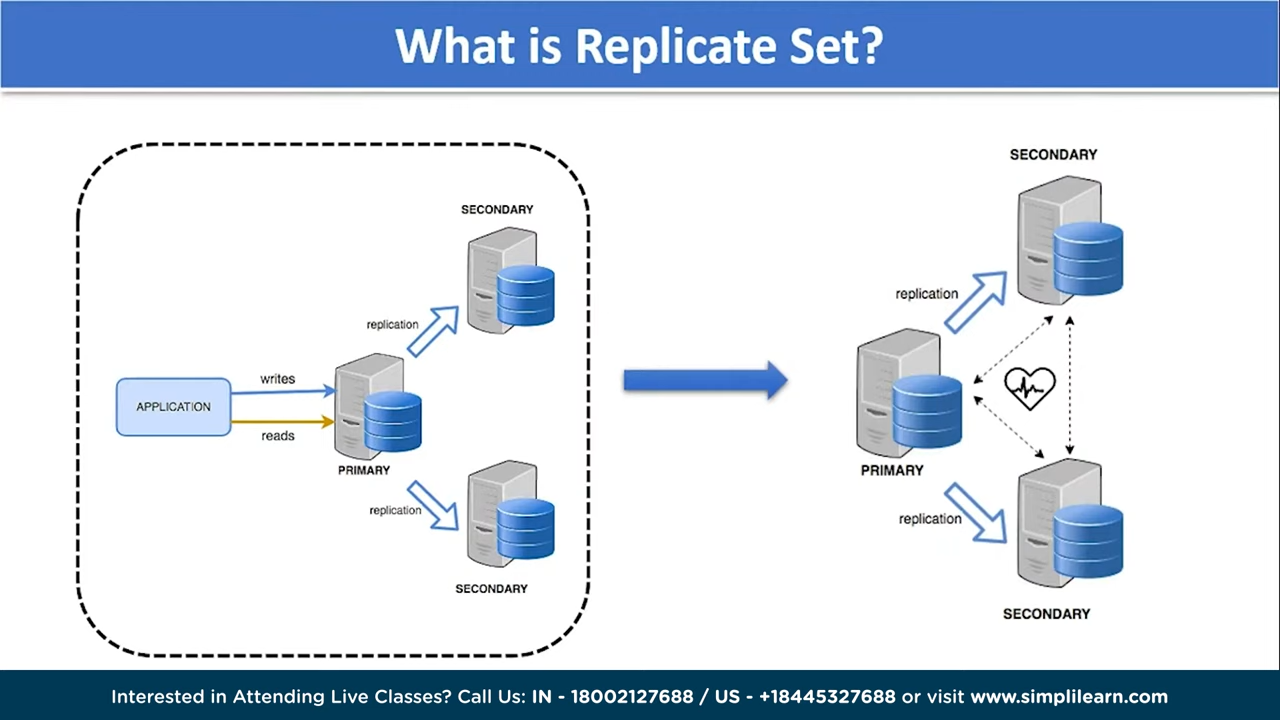 What is Replicate Set?
SECONDARY
replication
APPLICATION
writes
reads
PRIMARY
replication
SECONDARY
SECONDARY
replication
PRIMARY
replication
SECONDARY
Interested in Attending Live Classes? Call Us: IN - 18002127688 / US - +18445327688 or visit www.simplilearn.com